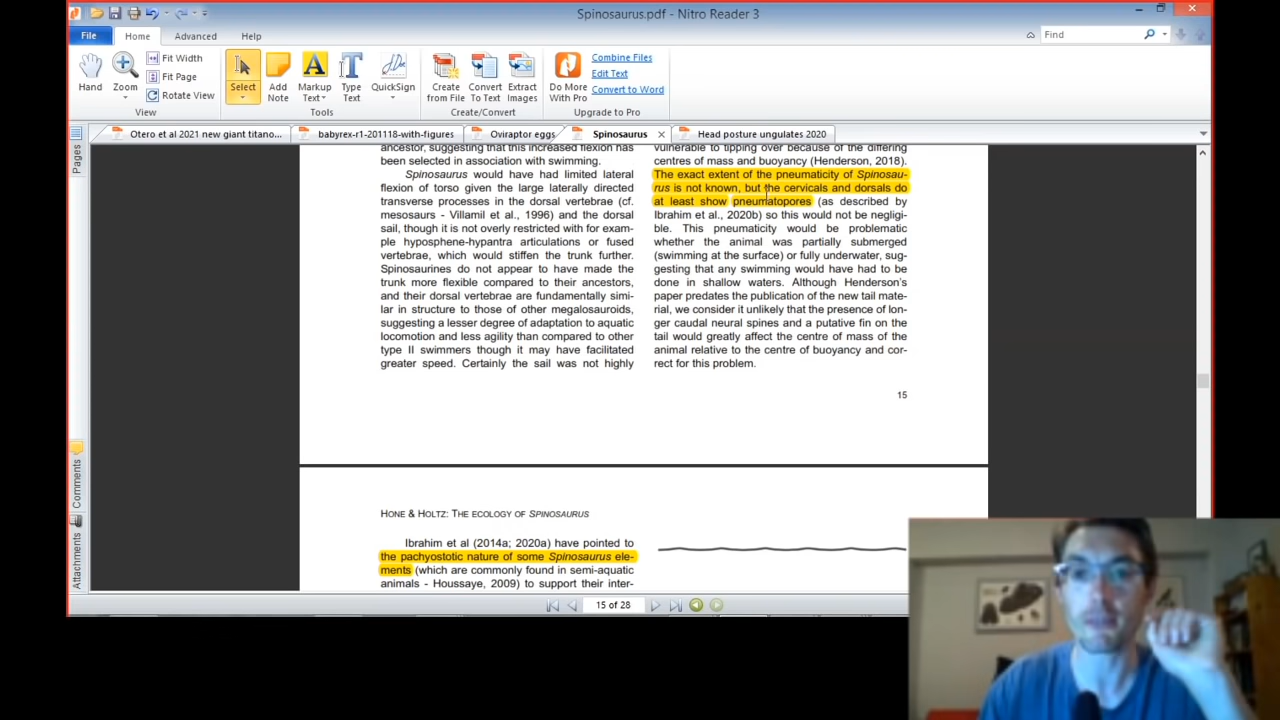 Spinosaurus.pdf - Nitro Reader 3
File
Home
Advanced
Help
Find
Hand
Zoom
Fit Width
Fit Page
Rotate View
View
Select
Add Note
Markup Text
Type Text
QuickSign
Tools
Create from File
Convert To Text
Extract Images
Create/Convert
Do More With Pro
Combine Files
Edit Text
Convert to Word
Upgrade to Pro
Pages
Otero et al 2021 new giant titano...
babyrex-r1-201118-with-figures
Oviraptor eggs
Spinosaurus
Head posture ungulates 2020
ancestor, suggesting that this increased flexion has
been selected in association with swimming.
Spinosaurus would have had limited lateral
flexion of torso given the large laterally directed
transverse processes in the dorsal vertebrae (cf.
mesosaurs - Villamil et al., 1996) and the dorsal
sail, though it is not overly restricted with for exam-
ple hyposphene-hypantra articulations or fused
vertebrae, which would stiffen the trunk further.
Spinosaurines do not appear to have made the
trunk more flexible compared to their ancestors,
and their dorsal vertebrae are fundamentally simi-
lar in structure to those of other megalosauroids,
suggesting a lesser degree of adaptation to aquatic
locomotion and less agility than compared to other
type II swimmers though it may have facilitated
greater speed. Certainly the sail was not highly
vulnerable to tipping over because of the differing
centres of mass and buoyancy (Henderson, 2018).
The exact extent of the pneumaticity of Spinosau-
rus is not known, but the cervicals and dorsals do
at least show pneumatopores (as described by
Ibrahim et al., 2020b) so this would not be negligi-
ble. This pneumaticity would be problematic
whether the animal was partially submerged
(swimming at the surface) or fully underwater, sug-
gesting that any swimming would have had to be
done in shallow waters. Although Henderson's
paper predates the publication of the new tail mate-
rial, we consider it unlikely that the presence of lon-
ger caudal neural spines and a putative fin on the
tail would greatly affect the centre of mass of the
animal relative to the centre of buoyancy and cor-
rect for this problem.
15
HONE & HOLTZ: THE ECOLOGY OF SPINOSAURUS
Ibrahim et al (2014a; 2020a) have pointed to
the pachyostotic nature of some Spinosaurus ele-
ments (which are commonly found in semi-aquatic
animals - Houssaye, 2009) to support their inter-
Comments
Attachments
15 of 28